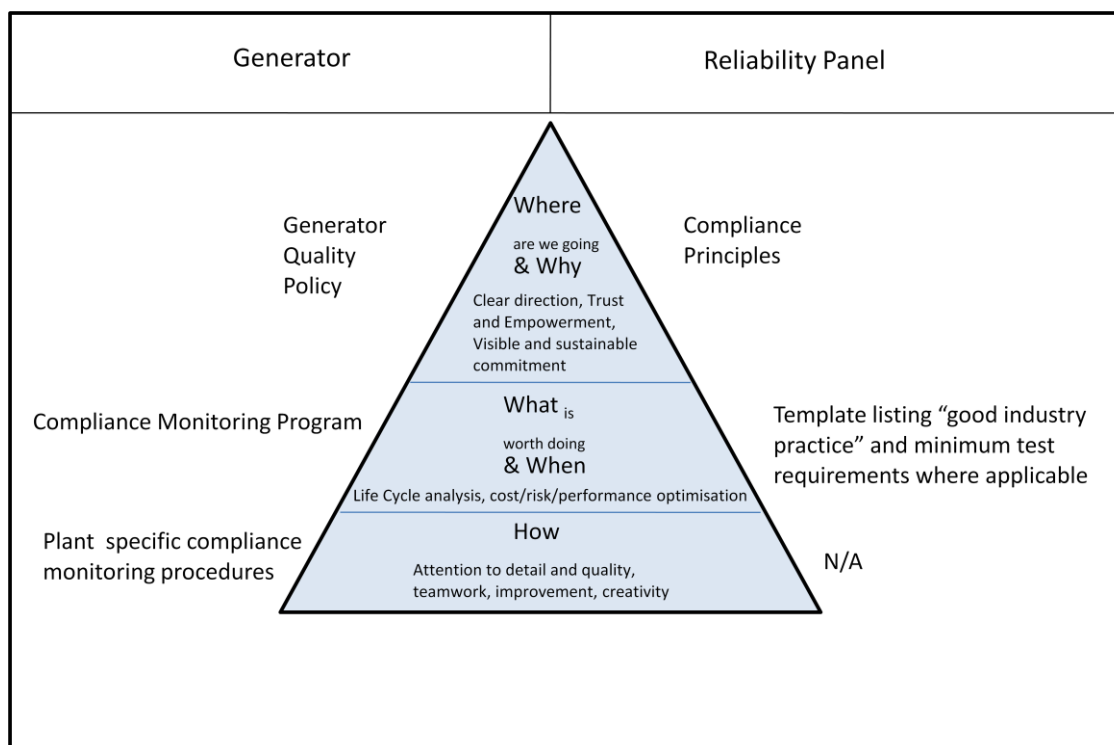 Generator
Reliability Panel
Generator
Quality
Policy
Where
are we going
& Why
Clear direction, Trust
and Empowerment,
Visible and sustainable
commitment
Compliance
Principles
Compliance Monitoring Program
What is
worth doing
& When
Life Cycle analysis, cost/risk/performance optimisation
Template listing “good industry
practice” and minimum test
requirements where applicable
Plant specific compliance
monitoring procedures
How
Attention to detail and quality,
teamwork, improvement, creativity
N/A